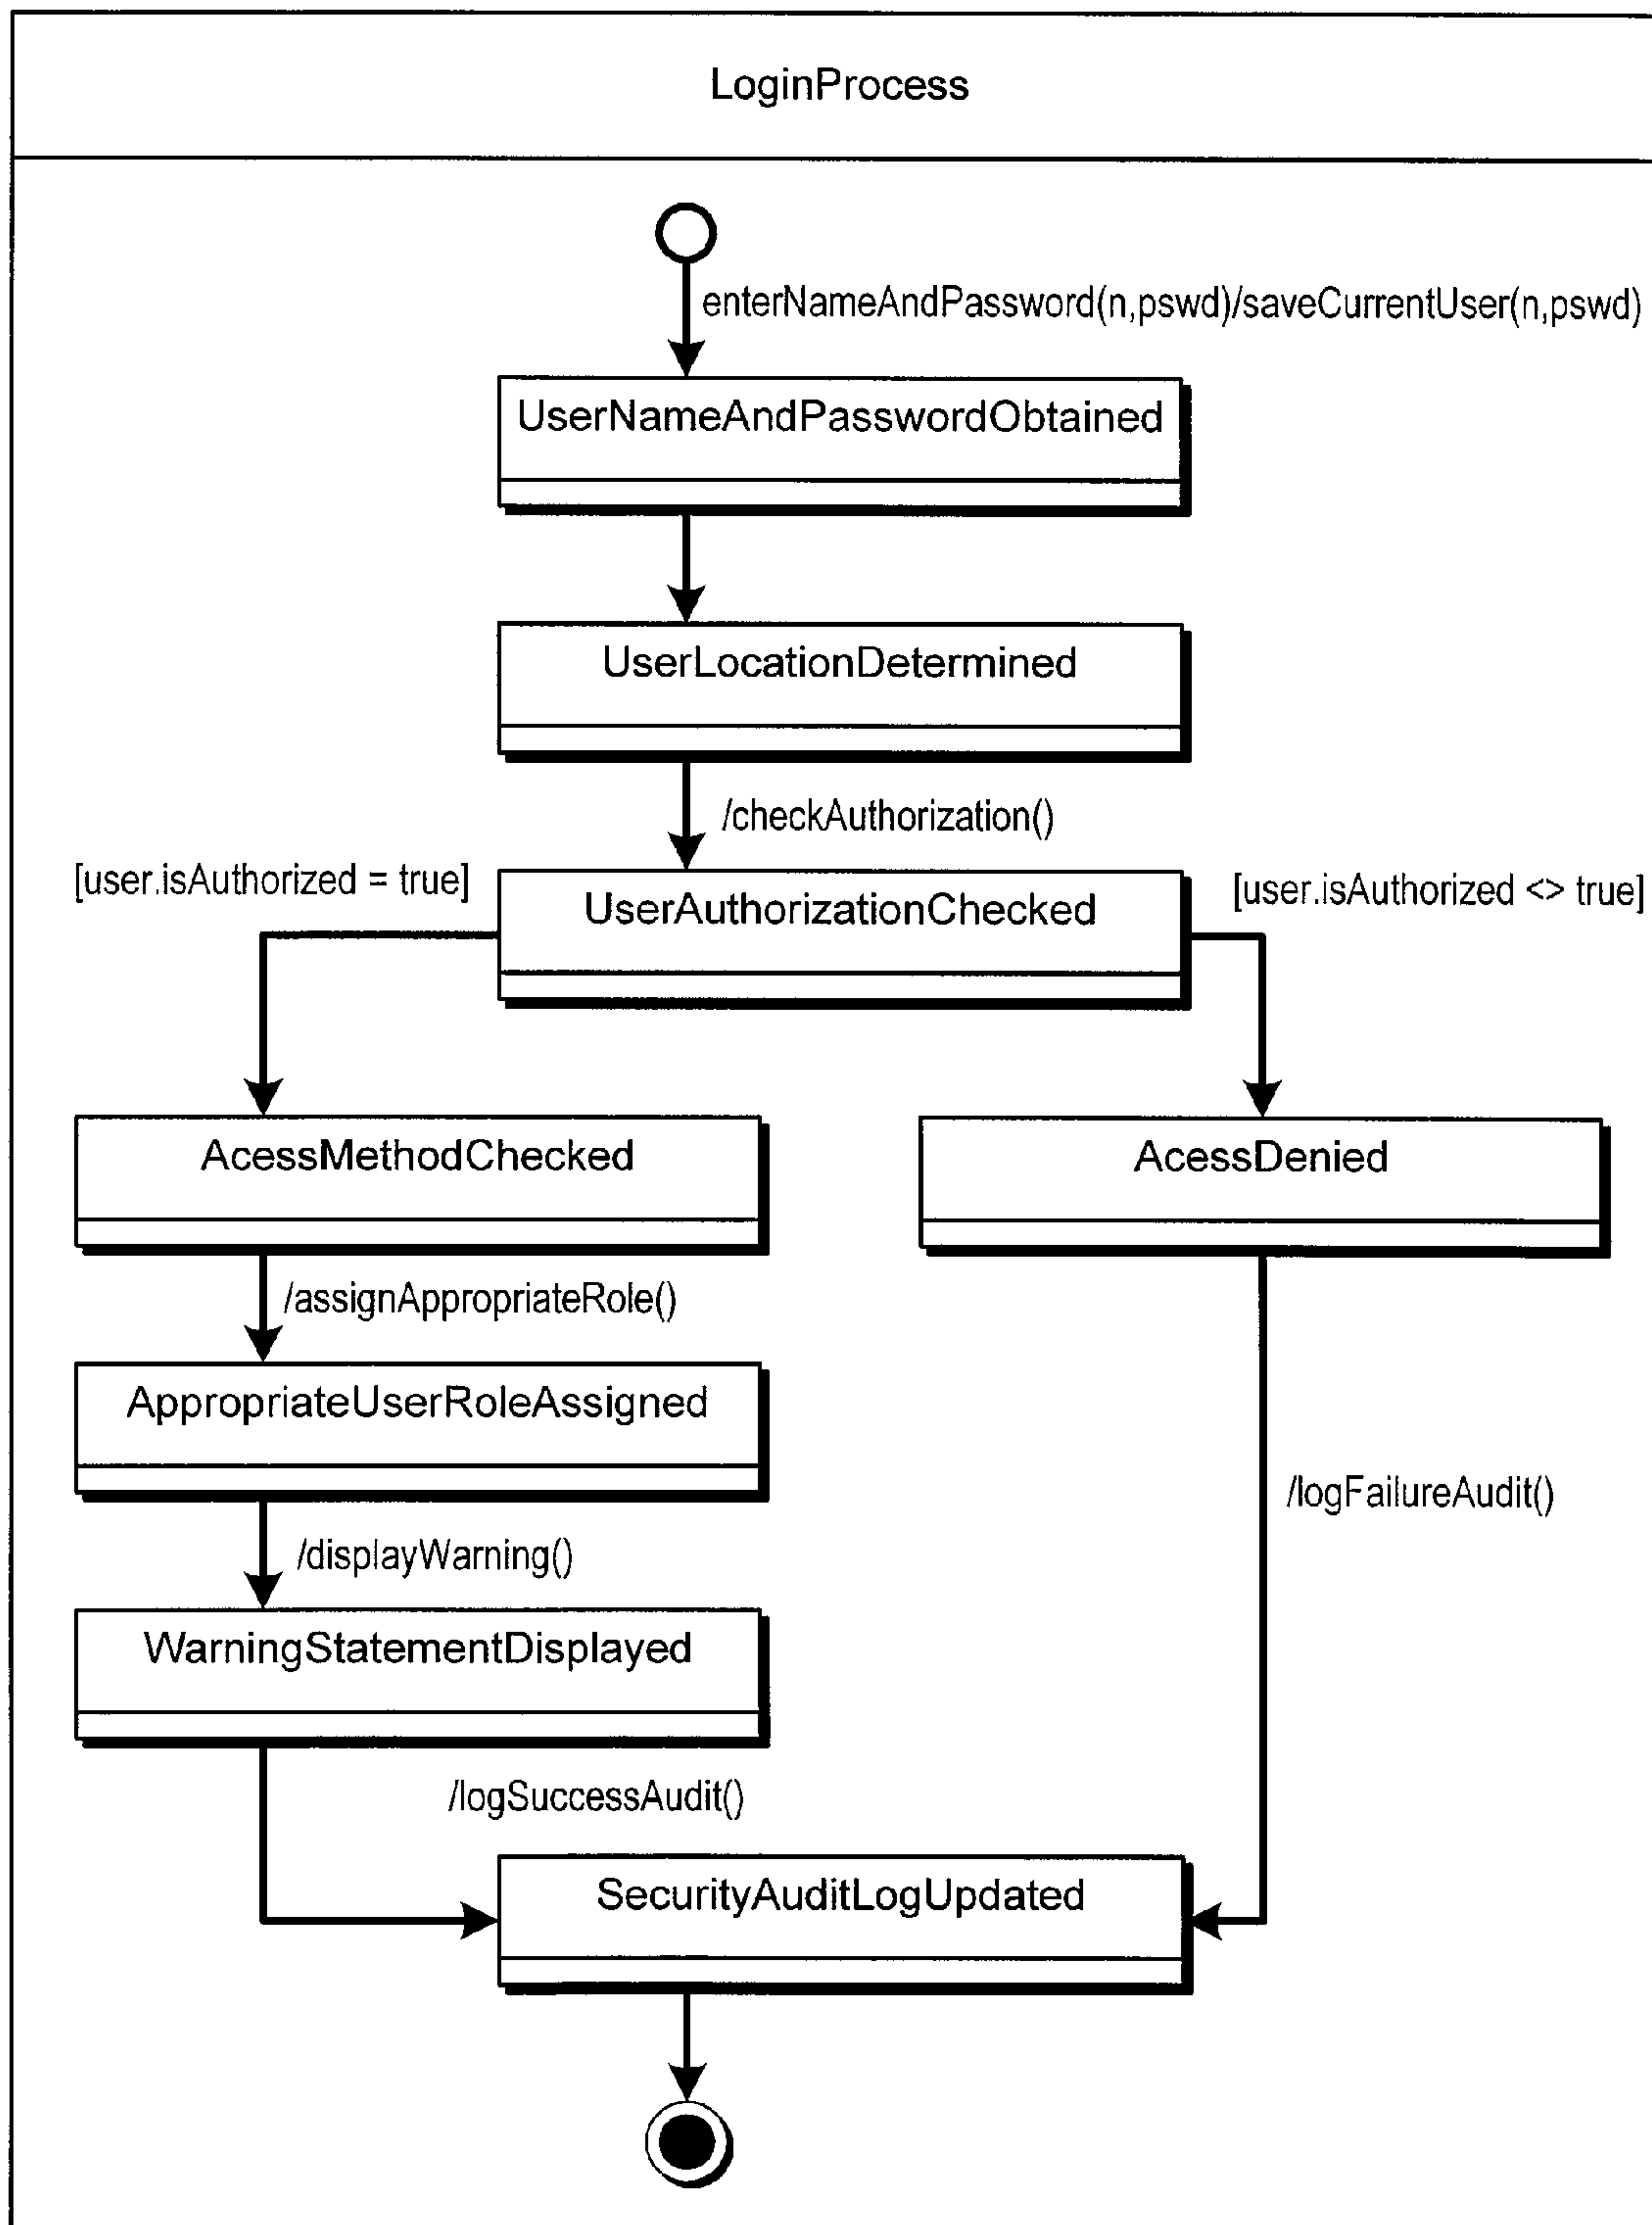 LoginProcess
enterNameAndPassword(n,pswd)/saveCurrentUser(n,pswd)
UserNameAndPasswordObtained
UserLocationDetermined
/checkAuthorization()
[user.isAuthorized = true]
[user.isAuthorized <> true]
UserAuthorizationChecked
AcessMethodChecked
AcessDenied
/assignAppropriateRole()
AppropriateUserRoleAssigned
/logFailureAudit()
/displayWarning()
WarningStatementDisplayed
/logSuccessAudit()
SecurityAuditLogUpdated